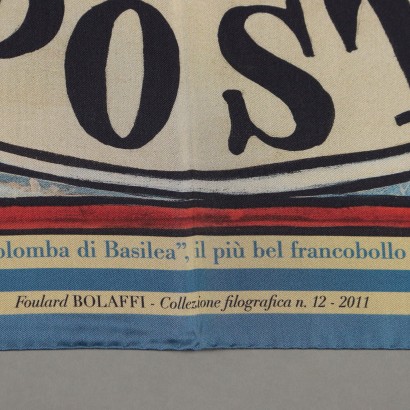 POST
olomba di Basilea”, il più bel francobollo
Foulard BOLAFFI - Collezione filografica n. 12 - 2011